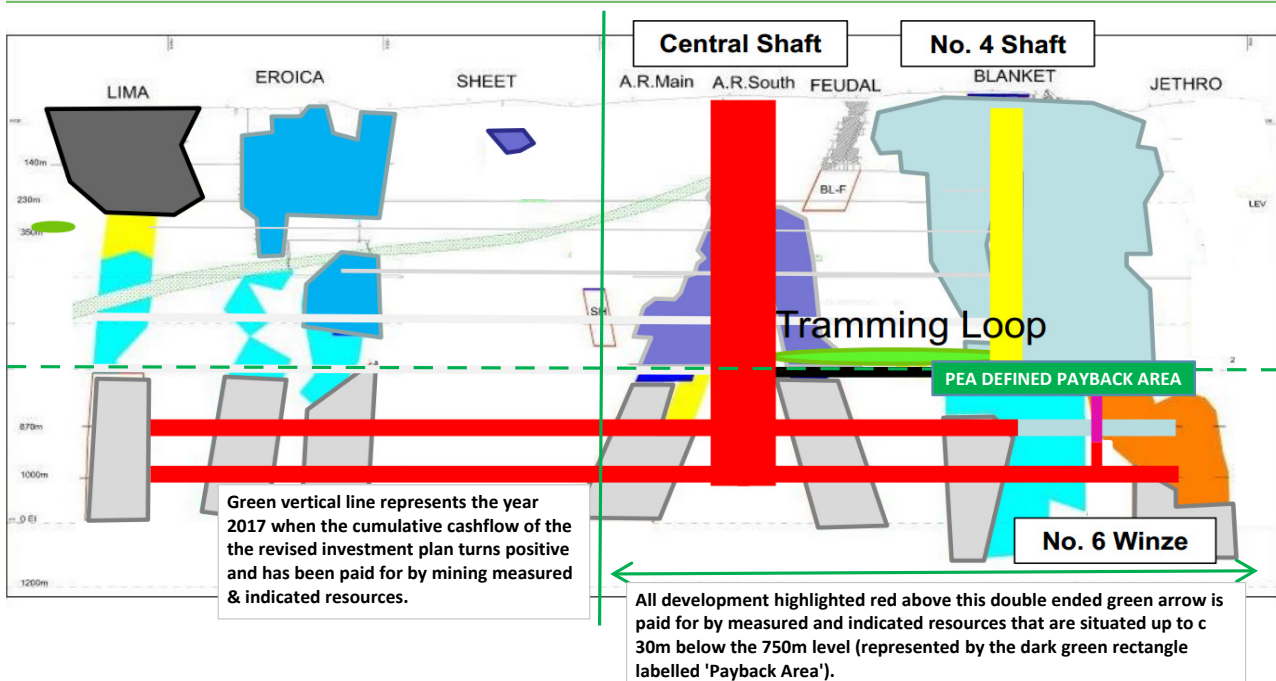 Central Shaft
No. 4 Shaft
LIMA
EROICA
SHEET
A.R.Main
A.R.South
FEUDAL
BLANKET
JETHRO
140m
230m
350m
BL-F
LEV
SH
Tramming Loop
2
PEA DEFINED PAYBACK AREA
870m
1000m
1200m
No. 6 Winze
Green vertical line represents the year
2017 when the cumulative cashflow of the
the revised investment plan turns positive
and has been paid for by mining measured
& indicated resources.
All development highlighted red above this double ended green arrow is
paid for by measured and indicated resources that are situated up to c
30m below the 750m level (represented by the dark green rectangle
labelled 'Payback Area').